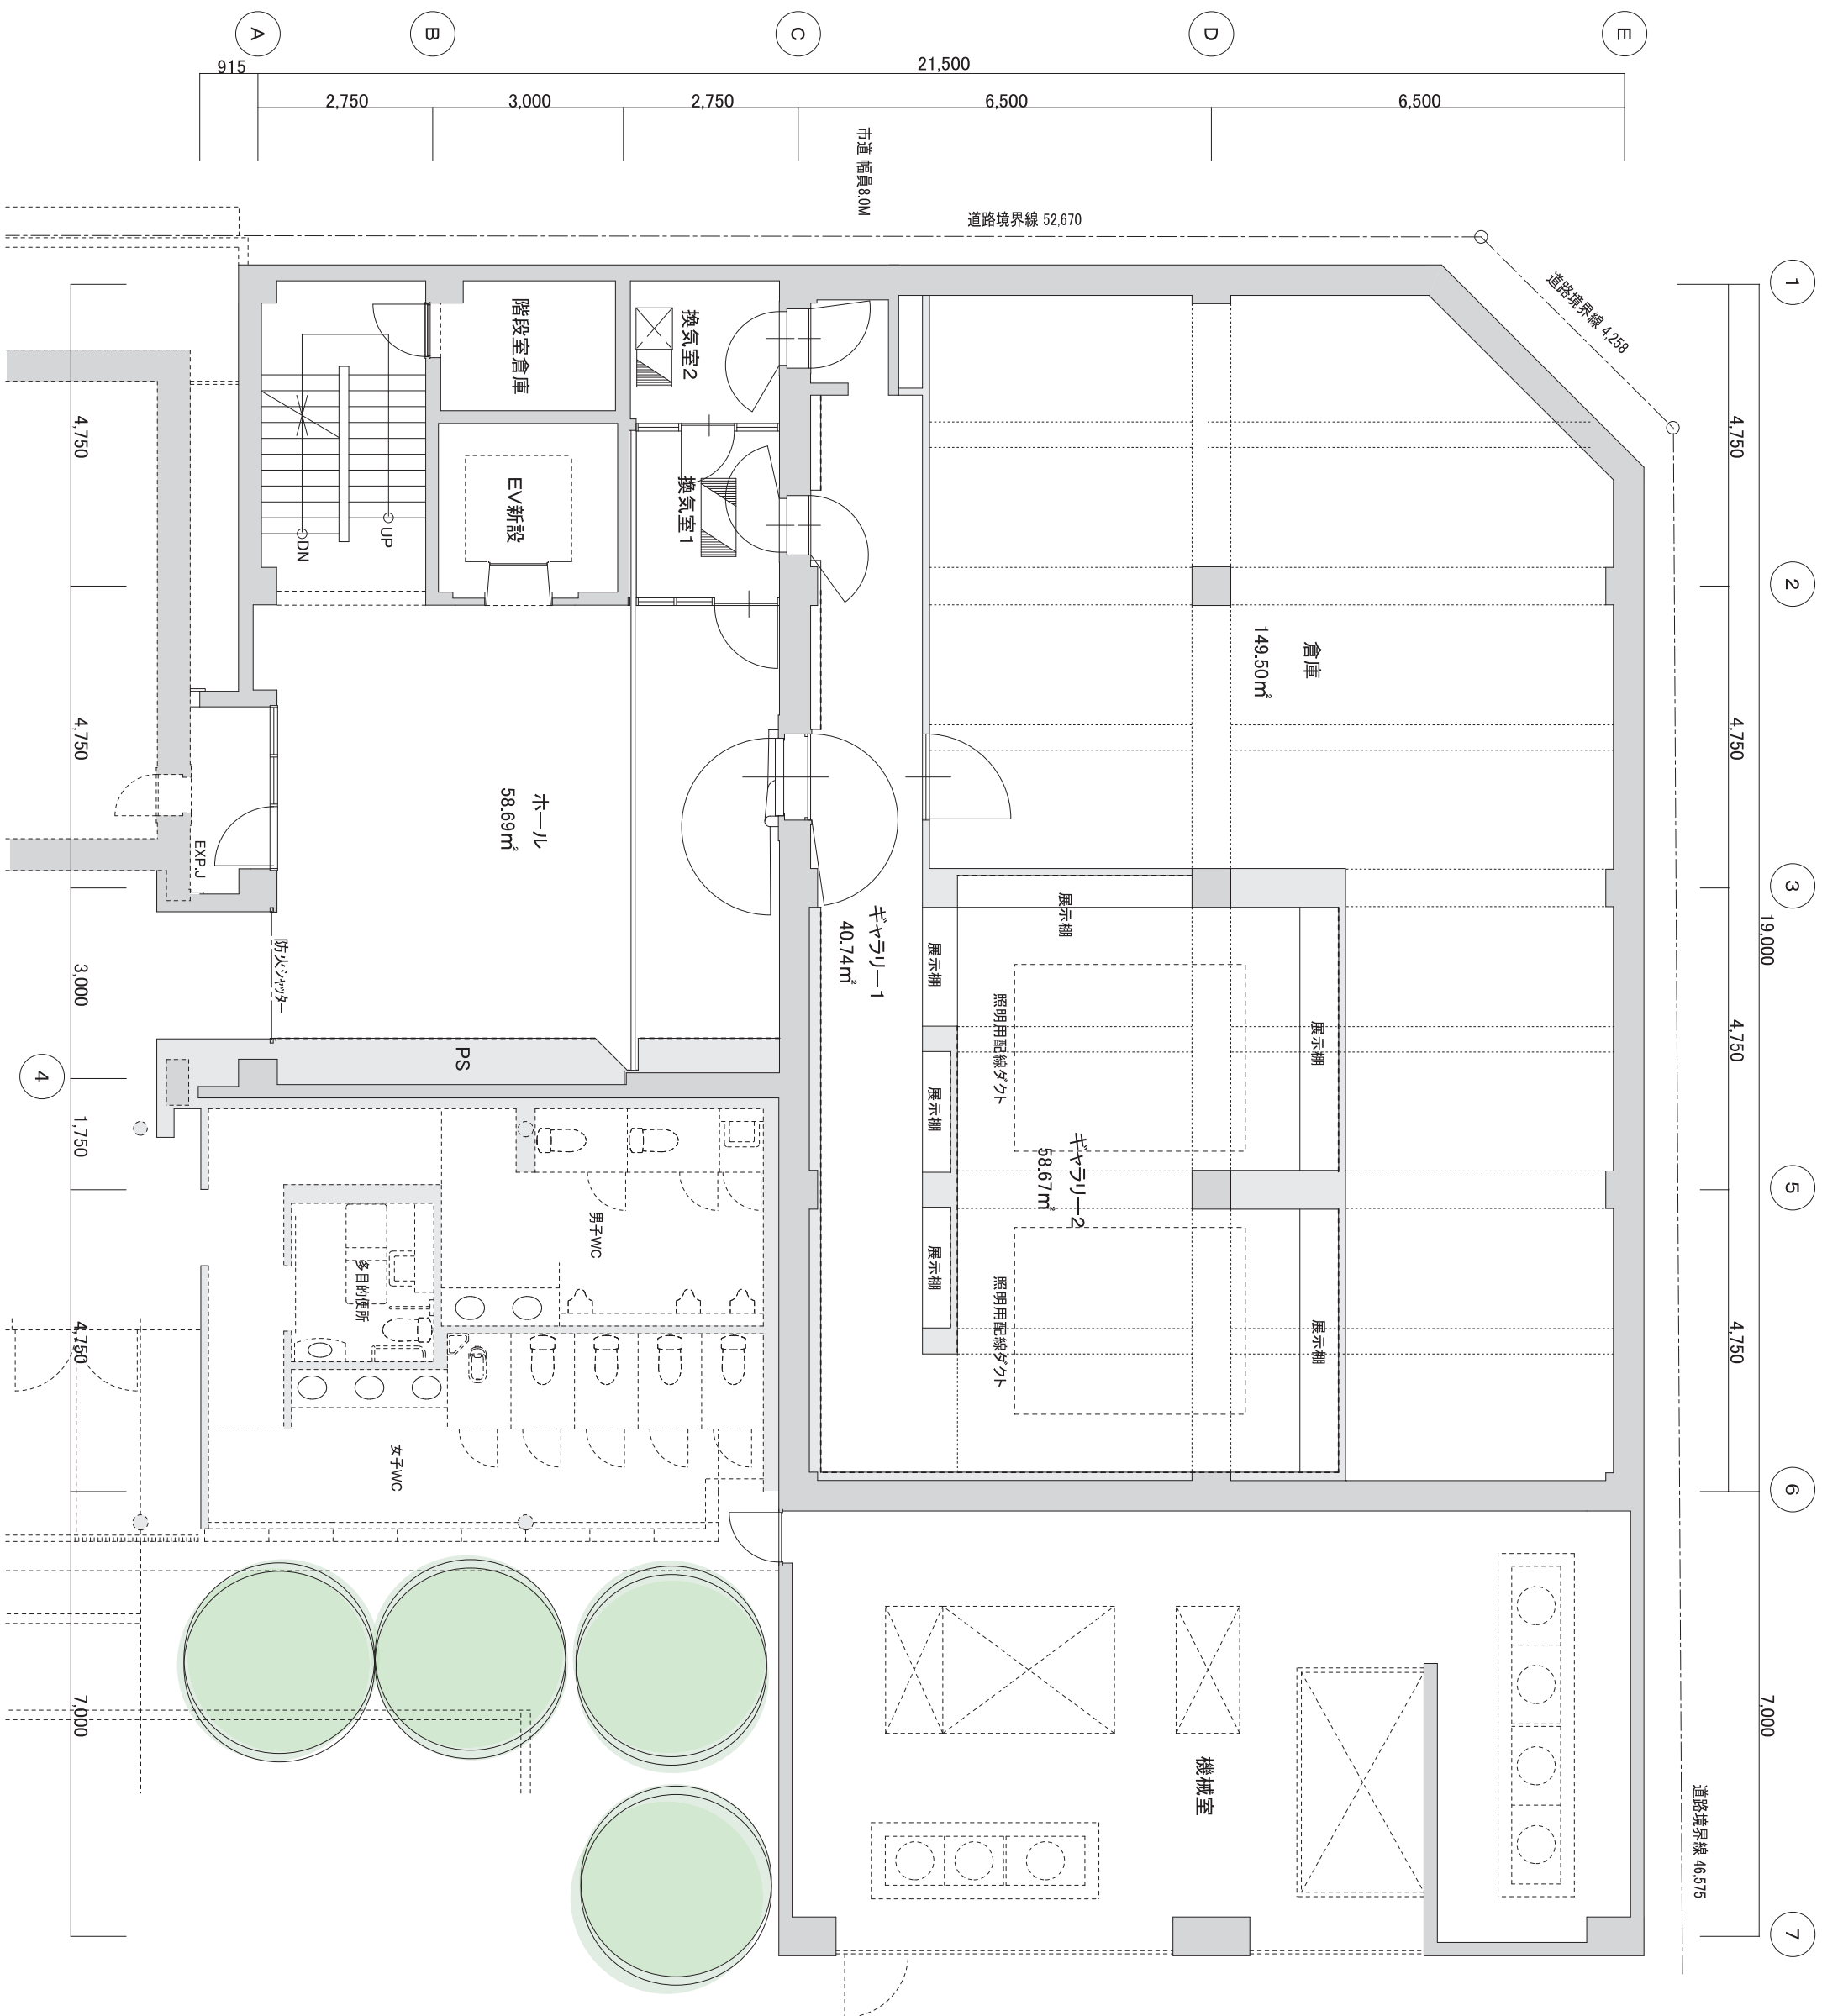 A
B
C
D
E
915
21,500
2,750
3,000
2,750
6,500
6,500
市道 幅員8.0M
道路境界線 52,670
道路境界線 4,258
道路境界線 46,575
1
2
3
4
5
6
7
4,750
4,750
19,000
4,750
4,750
7,000
4,750
4,750
3,000
1,750
4,750
7,000
階段室倉庫
換気室2
EV新設
換気室1
UP
DN
倉庫
149.50㎡
ホール
58.69㎡
EXP.J
防火シャッター
PS
ギャラリー1
40.74㎡
展示棚
展示棚
展示棚
展示棚
展示棚
展示棚
照明用配線ダクト
照明用配線ダクト
ギャラリー2
58.67㎡
男子WC
多目的便所
女子WC
機械室